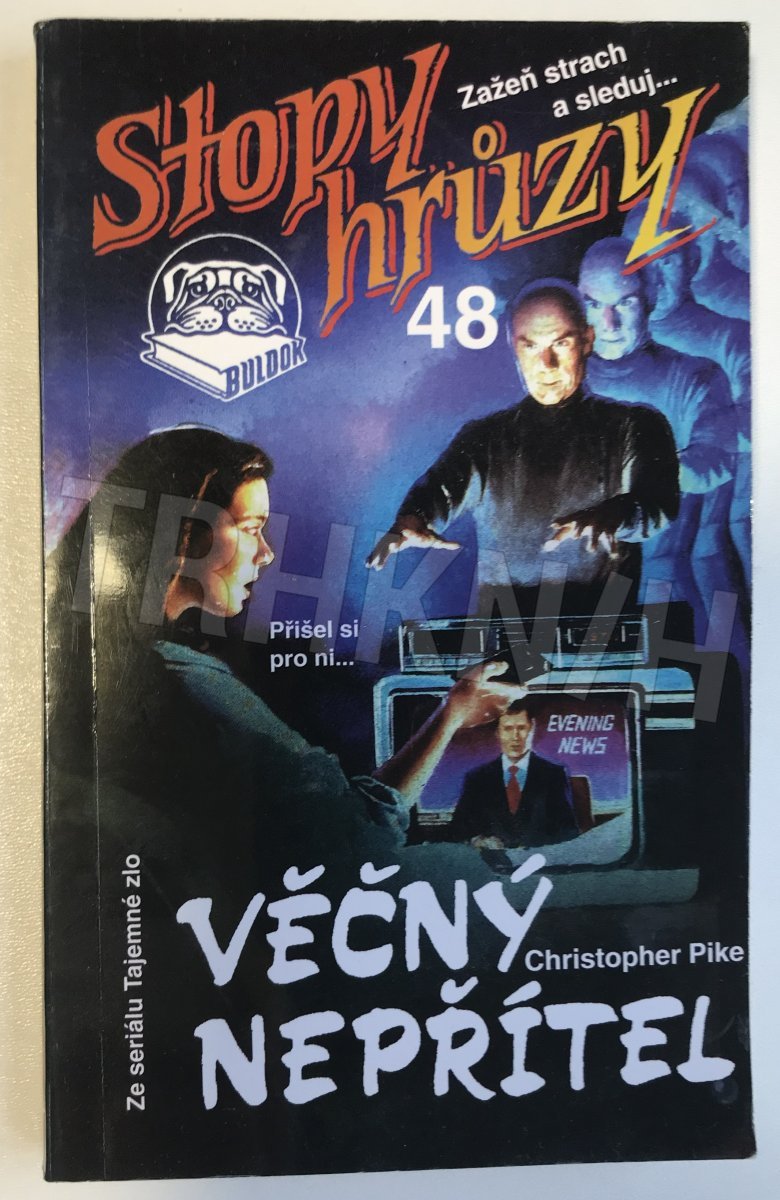 Stopy
hrůzy
Zažeň strach
a sleduj...
48
BULDOK
Přišel si
pro ni...
TRHKNIH
EVENING
NEWS
Ze seriálu Tajemné zlo
VĚČNÝ
Christopher Pike
NEPŘÍTEL